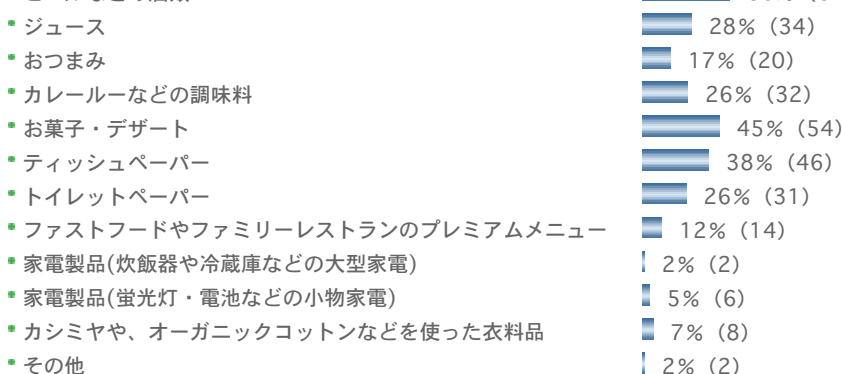 ジュース 28% (34)
おつまみ 17% (20)
カレールーなどの調味料 26% (32)
お菓子・デザート 45% (54)
ティッシュペーパー 38% (46)
トイレットペーパー 26% (31)
ファストフードやファミリーレストランのプレミアムメニュー 12% (14)
家電製品(炊飯器や冷蔵庫などの大型家電) 2% (2)
家電製品(蛍光灯・電池などの小物家電) 5% (6)
カシミヤや、オーガニックコットンなどを使った衣料品 7% (8)
その他 2% (2)